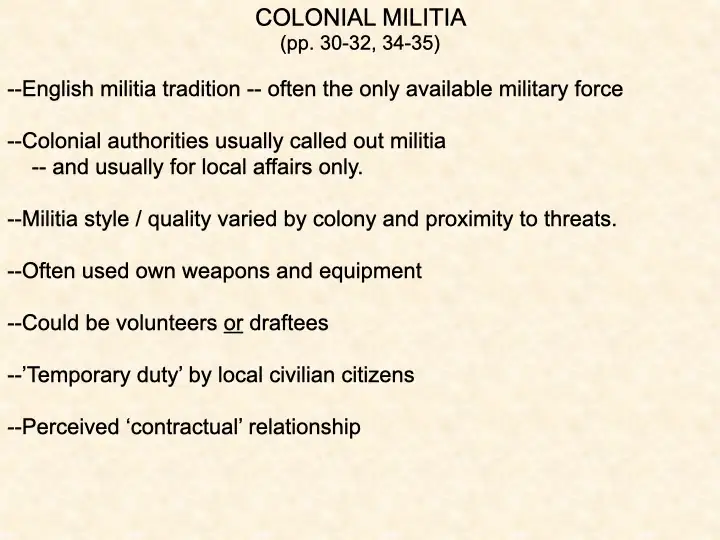 COLONIAL MILITIA
(pp. 30-32, 34-35)
--English militia tradition -- often the only available military force
--Colonial authorities usually called out militia
-- and usually for local affairs only.
--Militia style / quality varied by colony and proximity to threats.
--Often used own weapons and equipment
--Could be volunteers or draftees
--’Temporary duty’ by local civilian citizens
--Perceived ‘contractual’ relationship